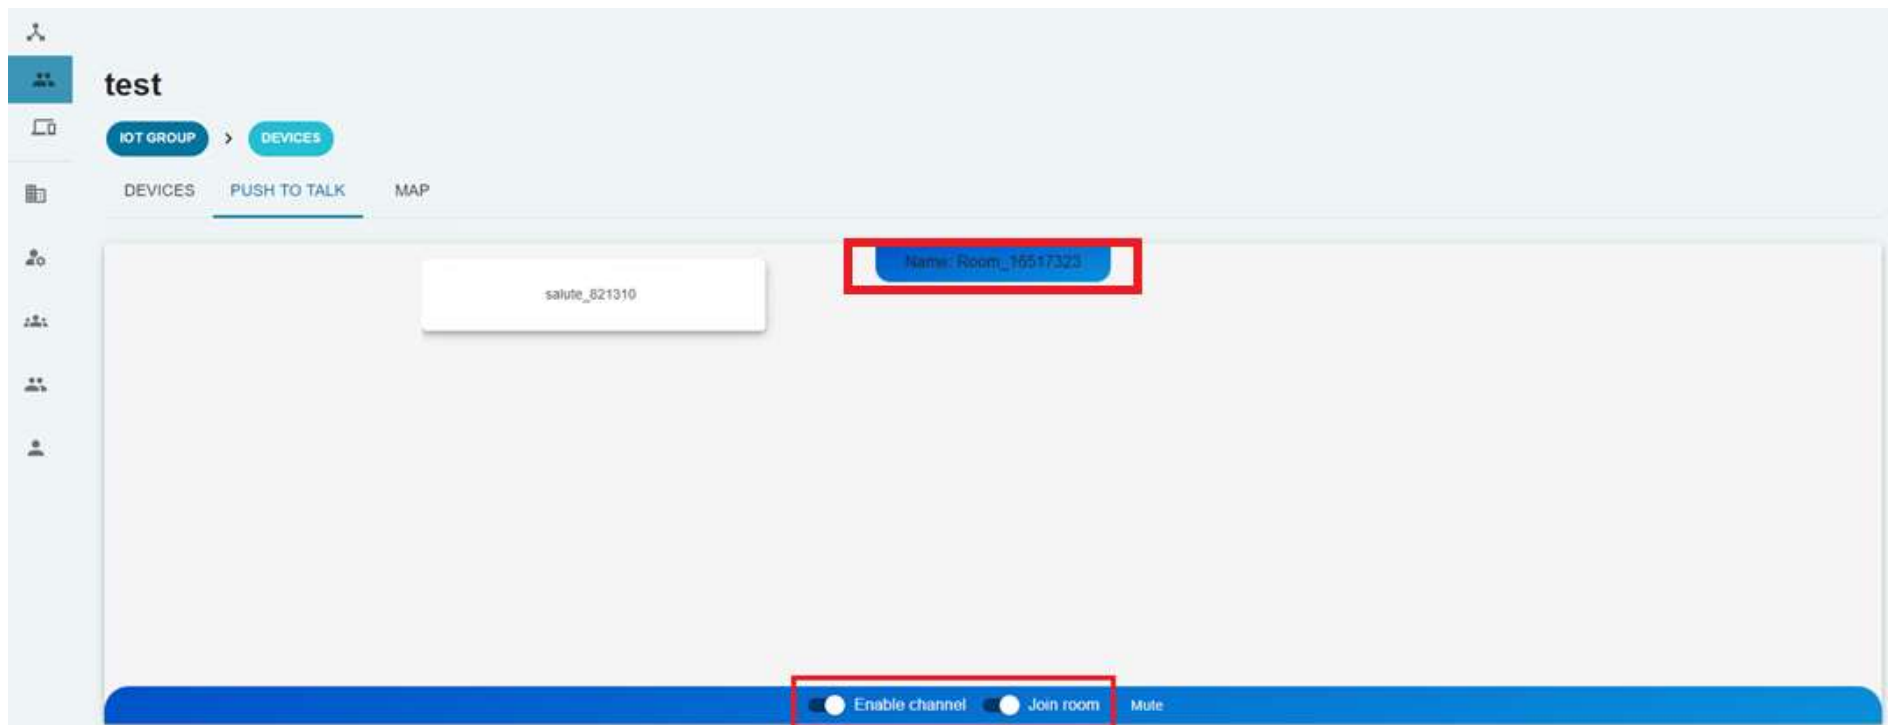 test
IOT GROUP > DEVICES
DEVICES PUSH TO TALK MAP
Name: Room_16517323
salute_821310
Enable channel Join room Mute